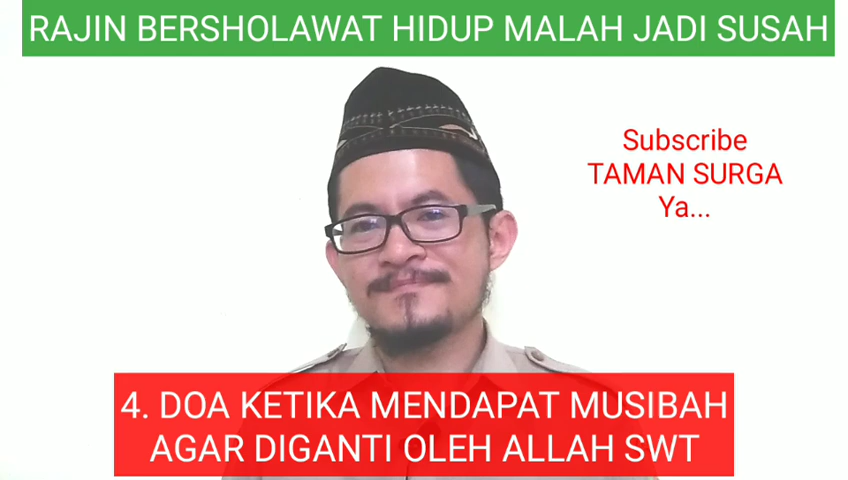 RAJIN BERSHOLAWAT HIDUP MALAH JADI SUSAH
Subscribe
TAMAN SURGA
Ya...
4. DOA KETIKA MENDAPAT MUSIBAH
AGAR DIGANTI OLEH ALLAH SWT